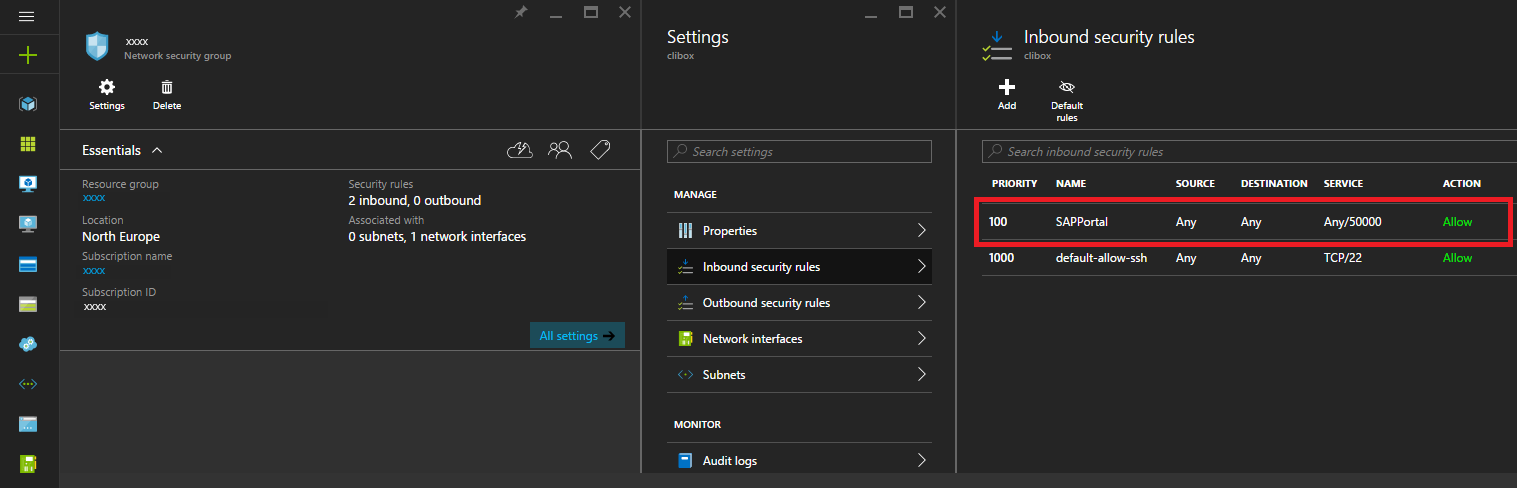 xxxx
Network security group
Settings
Delete
Essentials
Resource group
xxxx
Location
North Europe
Subscription name
xxxx
Subscription ID
xxxx
Security rules
2 inbound, 0 outbound
Associated with
0 subnets, 1 network interfaces
All settings
Settings
clibox
Search settings
MANAGE
Properties
Inbound security rules
Outbound security rules
Network interfaces
Subnets
MONITOR
Audit logs
Inbound security rules
clibox
Add
Default
rules
Search inbound security rules
PRIORITY NAME SOURCE DESTINATION SERVICE ACTION
100 SAPPortal Any Any Any/50000 Allow
1000 default-allow-ssh Any Any TCP/22 Allow